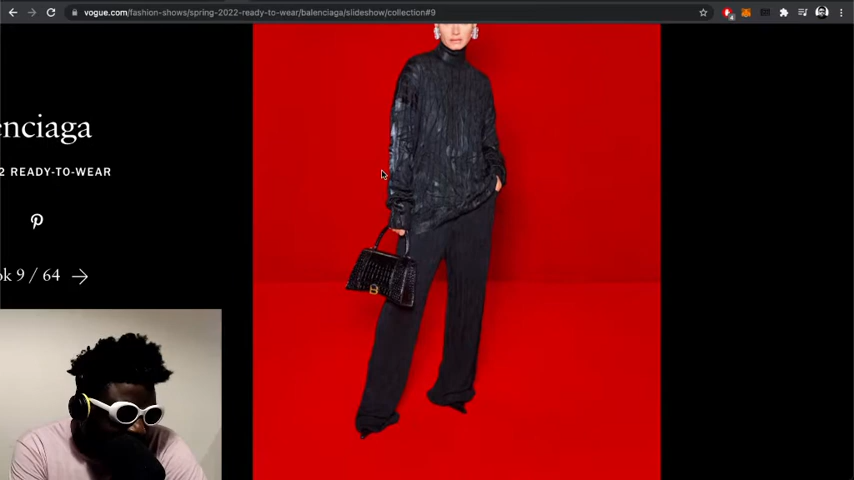 vogue.com/fashion-shows/spring-2022-ready-to-wear/balenciaga/slideshow/collection#9
4
enciaga
2 READY-TO-WEAR
ok 9 / 64